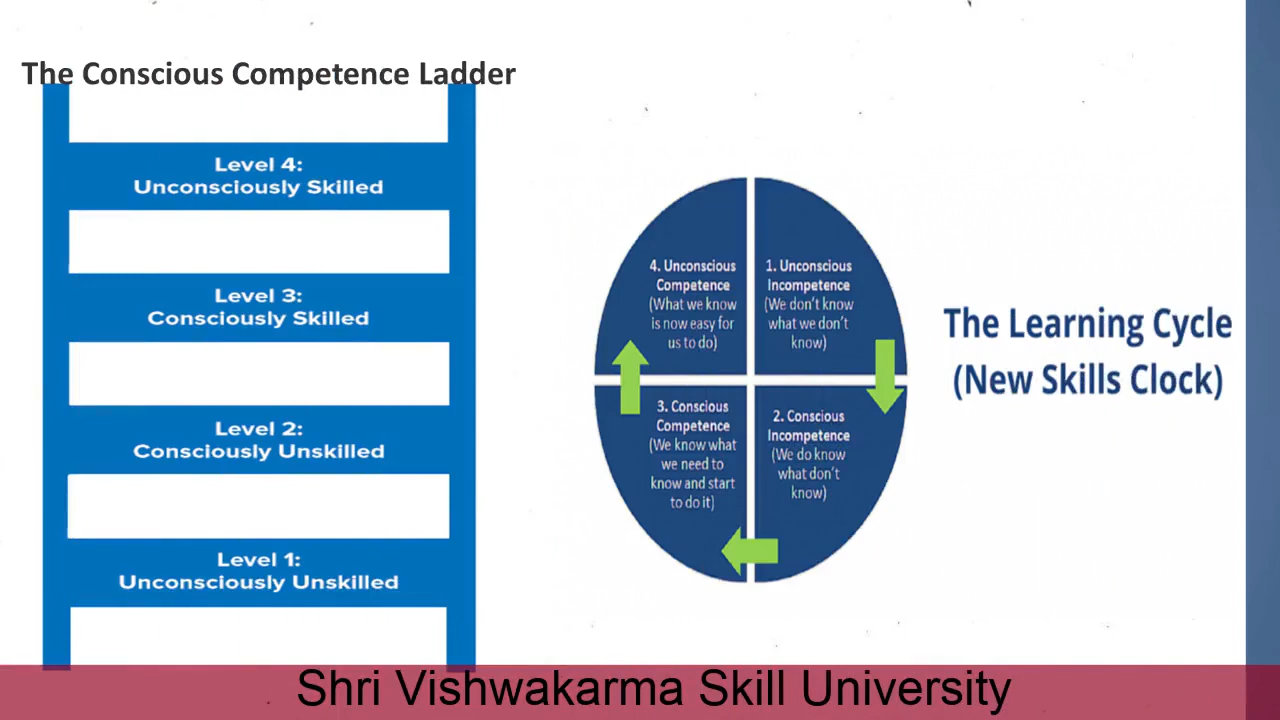 The Conscious Competence Ladder
Level 4:
Unconsciously Skilled
Level 3:
Consciously Skilled
Level 2:
Consciously Unskilled
Level 1:
Unconsciously Unskilled
4. Unconscious
Competence
(What we know
is now easy for
us to do)
1. Unconscious
Incompetence
(We don't know
what we don't
know)
3. Conscious
Competence
(We know what
we need to
know and start
to do it)
2. Conscious
Incompetence
(We do know
what don't
know)
The Learning Cycle
(New Skills Clock)
Shri Vishwakarma Skill University